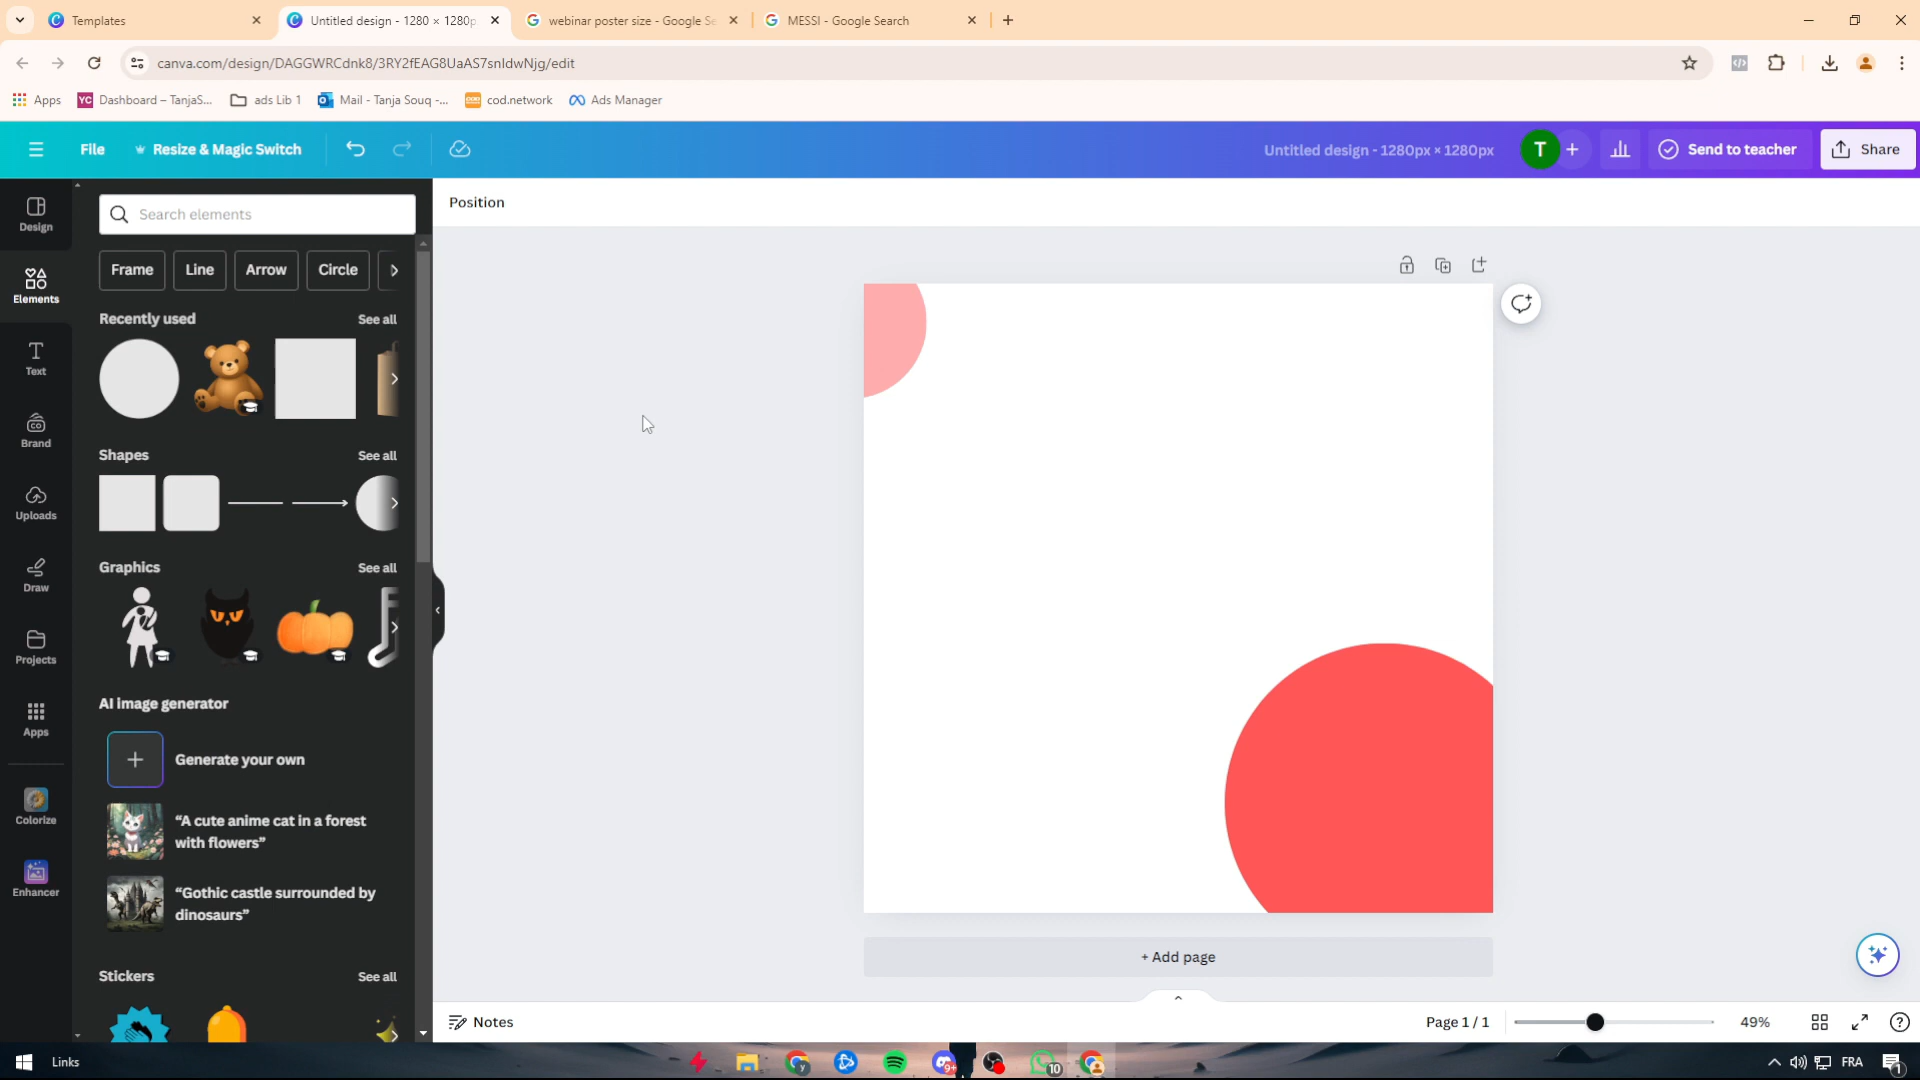 Templates
Untitled design - 1280 × 1280p
webinar poster size - Google Se
MESSI - Google Search
canva.com/design/DAGGWRCdnk8/3RY2fEAG8UaAS7snIdwNjg/edit
Apps
Dashboard – TanjaS...
ads Lib 1
Mail - Tanja Souq -...
cod.network
Ads Manager
File
Resize & Magic Switch
Untitled design - 1280px × 1280px
T
Send to teacher
Share
Design
Elements
Text
Brand
Uploads
Draw
Projects
Apps
Colorize
Enhancer
Search elements
Frame
Line
Arrow
Circle
Recently used
See all
Shapes
See all
Graphics
See all
AI image generator
Generate your own
“A cute anime cat in a forest
with flowers”
“Gothic castle surrounded by
dinosaurs”
Stickers
See all
Position
+ Add page
Notes
Page 1 / 1
49%
Links
9+
10
FRA
1